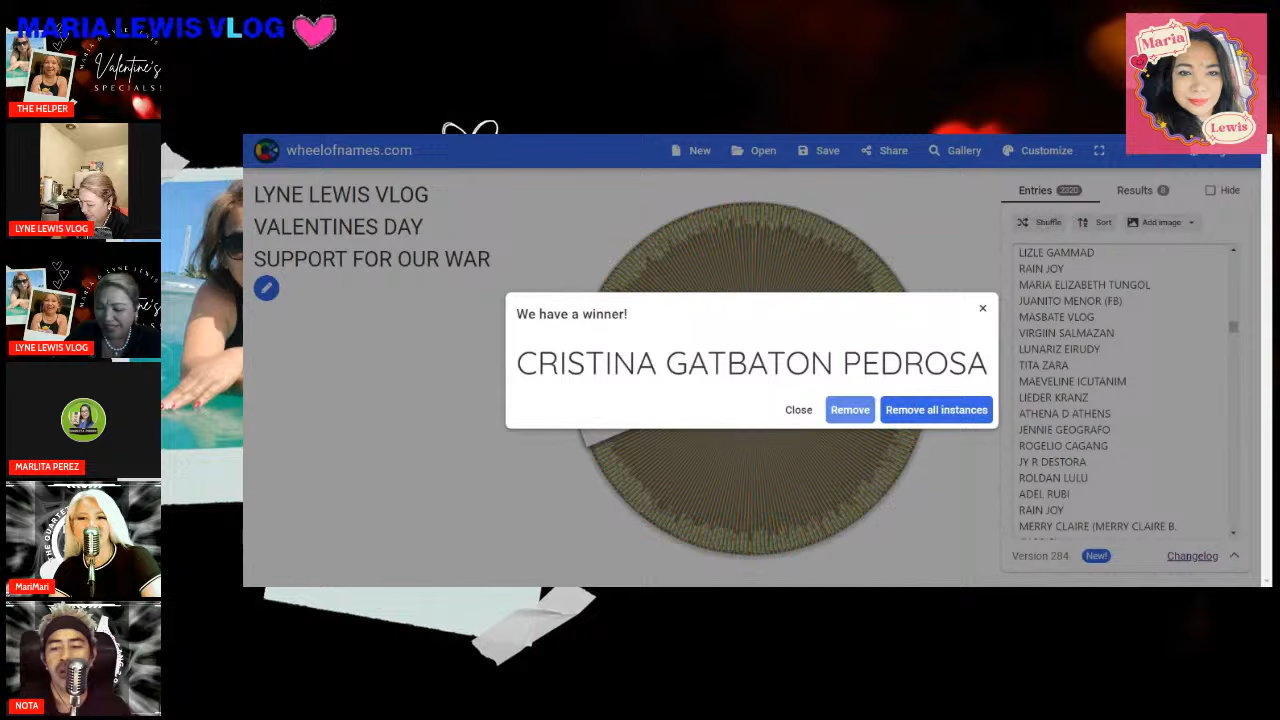 MARIA LEWIS VLOG
Valentine's
SPECIALS!
THE HELPER
LYNE LEWIS VLOG
LYNE LEWIS VLOG
MARLITA PEREZ
MariMari
NOTA
Maria
Lewis
wheelofnames.com
New
Open
Save
Share
Gallery
Customize
LYNE LEWIS VLOG
VALENTINES DAY
SUPPORT FOR OUR WAR
We have a winner!
CRISTINA GATBATON PEDROSA
Close
Remove
Remove all instances
Entries 2320
Results 8
Hide
Shuffle
Sort
Add image
LIZLE GAMMAD
RAIN JOY
MARIA ELIZABETH TUNGOL
JUANITO MENOR (FB)
MASBATE VLOG
VIRGIIN SALMAZAN
LUNARIZ EIRUDY
TITA ZARA
MAEVELINE ICUTANIM
LIEDER KRANZ
ATHENA D ATHENS
JENNIE GEOGRAFO
ROGELIO CAGANG
JY R DESTORA
ROLDAN LULU
ADEL RUBI
RAIN JOY
MERRY CLAIRE (MERRY CLAIRE B.
Version 284
New!
Changelog